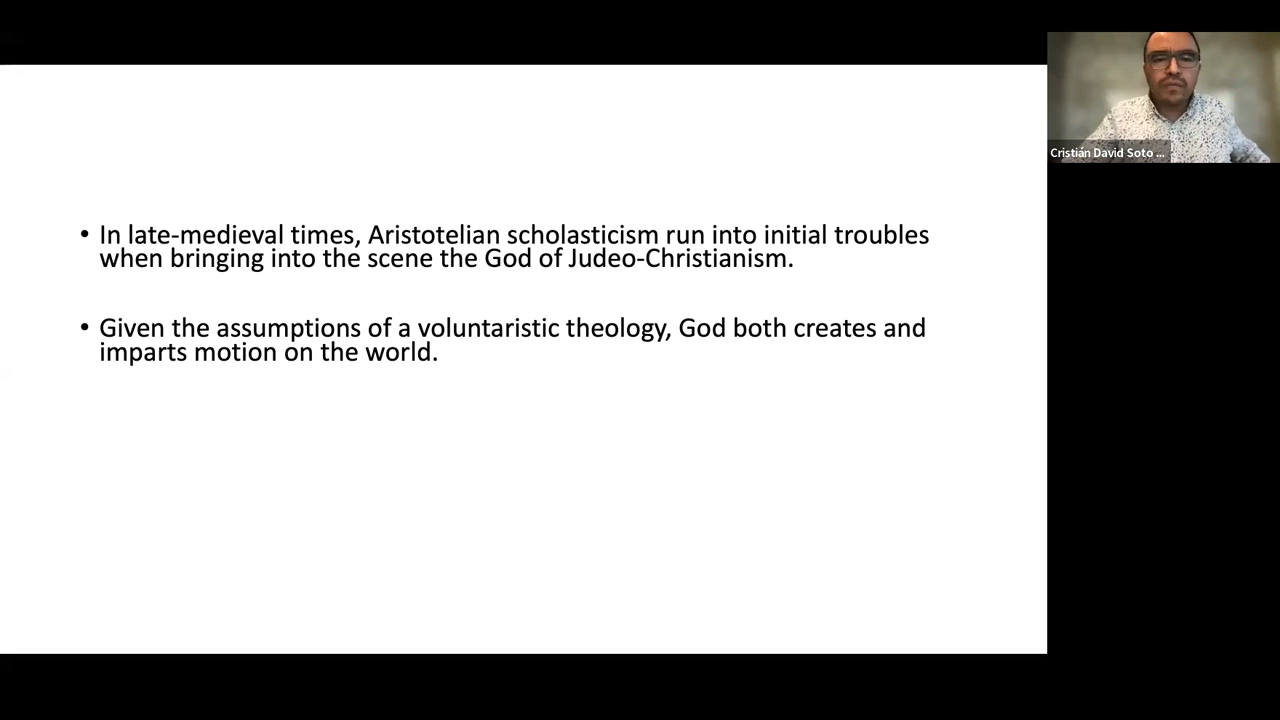 • In late-medieval times, Aristotelian scholasticism run into initial troubles
when bringing into the scene the God of Judeo-Christianism.
• Given the assumptions of a voluntaristic theology, God both creates and
imparts motion on the world.
Cristián David Soto ...